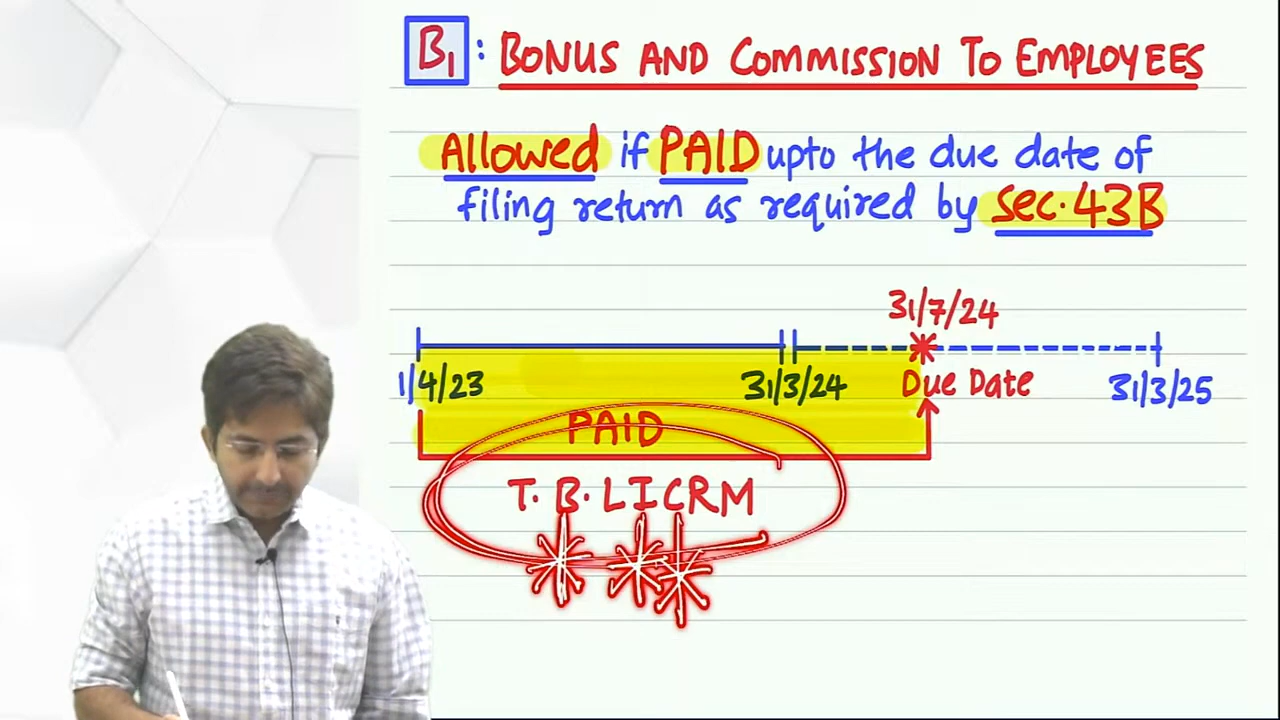 B1 : BONUS AND COMMISSION TO EMPLOYEES
Allowed if PAID upto the due date of
filing return as required by sec. 43B
31/7/24
1/4/23 31/3/24 Due Date 31/3/25
PAID
T. B. LICRM